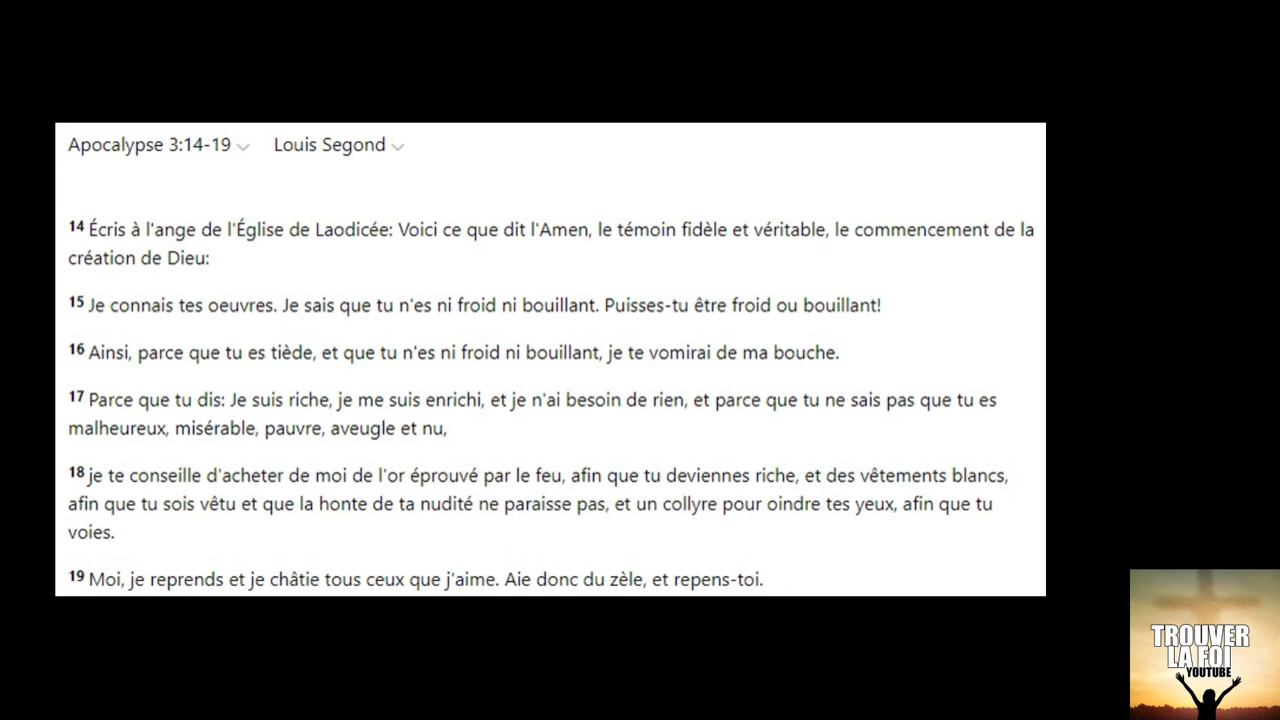 Apocalypse 3:14-19 Louis Segond
14 Écris à l'ange de l'Église de Laodicée: Voici ce que dit l'Amen, le témoin fidèle et véritable, le commencement de la
création de Dieu:
15 Je connais tes oeuvres. Je sais que tu n'es ni froid ni bouillant. Puisses-tu être froid ou bouillant!
16 Ainsi, parce que tu es tiède, et que tu n'es ni froid ni bouillant, je te vomirai de ma bouche.
17 Parce que tu dis: Je suis riche, je me suis enrichi, et je n'ai besoin de rien, et parce que tu ne sais pas que tu es
malheureux, misérable, pauvre, aveugle et nu,
18 je te conseille d'acheter de moi de l'or éprouvé par le feu, afin que tu deviennes riche, et des vêtements blancs,
afin que tu sois vêtu et que la honte de ta nudité ne paraisse pas, et un collyre pour oindre tes yeux, afin que tu
voies.
19 Moi, je reprends et je châtie tous ceux que j'aime. Aie donc du zèle, et repens-toi.
TROUVER
LA FOI
YOUTUBE